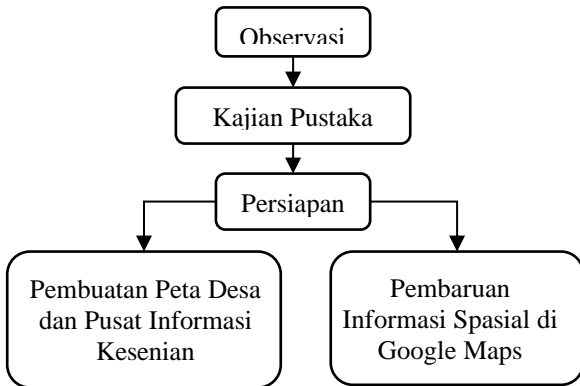 Observasi
Kajian Pustaka
Persiapan
Pembuatan Peta Desa
dan Pusat Informasi
Kesenian
Pembaruan
Informasi Spasial di
Google Maps